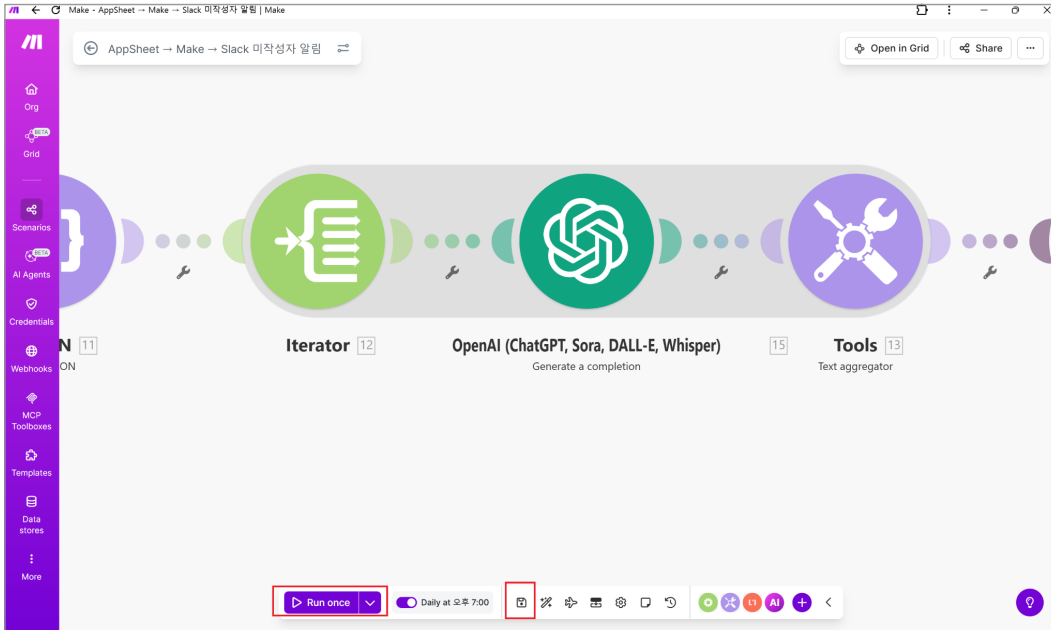 Make - AppSheet → Make → Slack 미작성자 알림 | Make
AppSheet → Make → Slack 미작성자 알림
Open in Grid
Share
Org
BETA
Grid
Scenarios
BETA
AI Agents
Credentials
Webhooks
MCP
Toolboxes
Templates
Data
stores
More
N 11
ON
Iterator 12
OpenAI (ChatGPT, Sora, DALL-E, Whisper) 15
Generate a completion
Tools 13
Text aggregator
Run once
Daily at 오후 7:00
AI